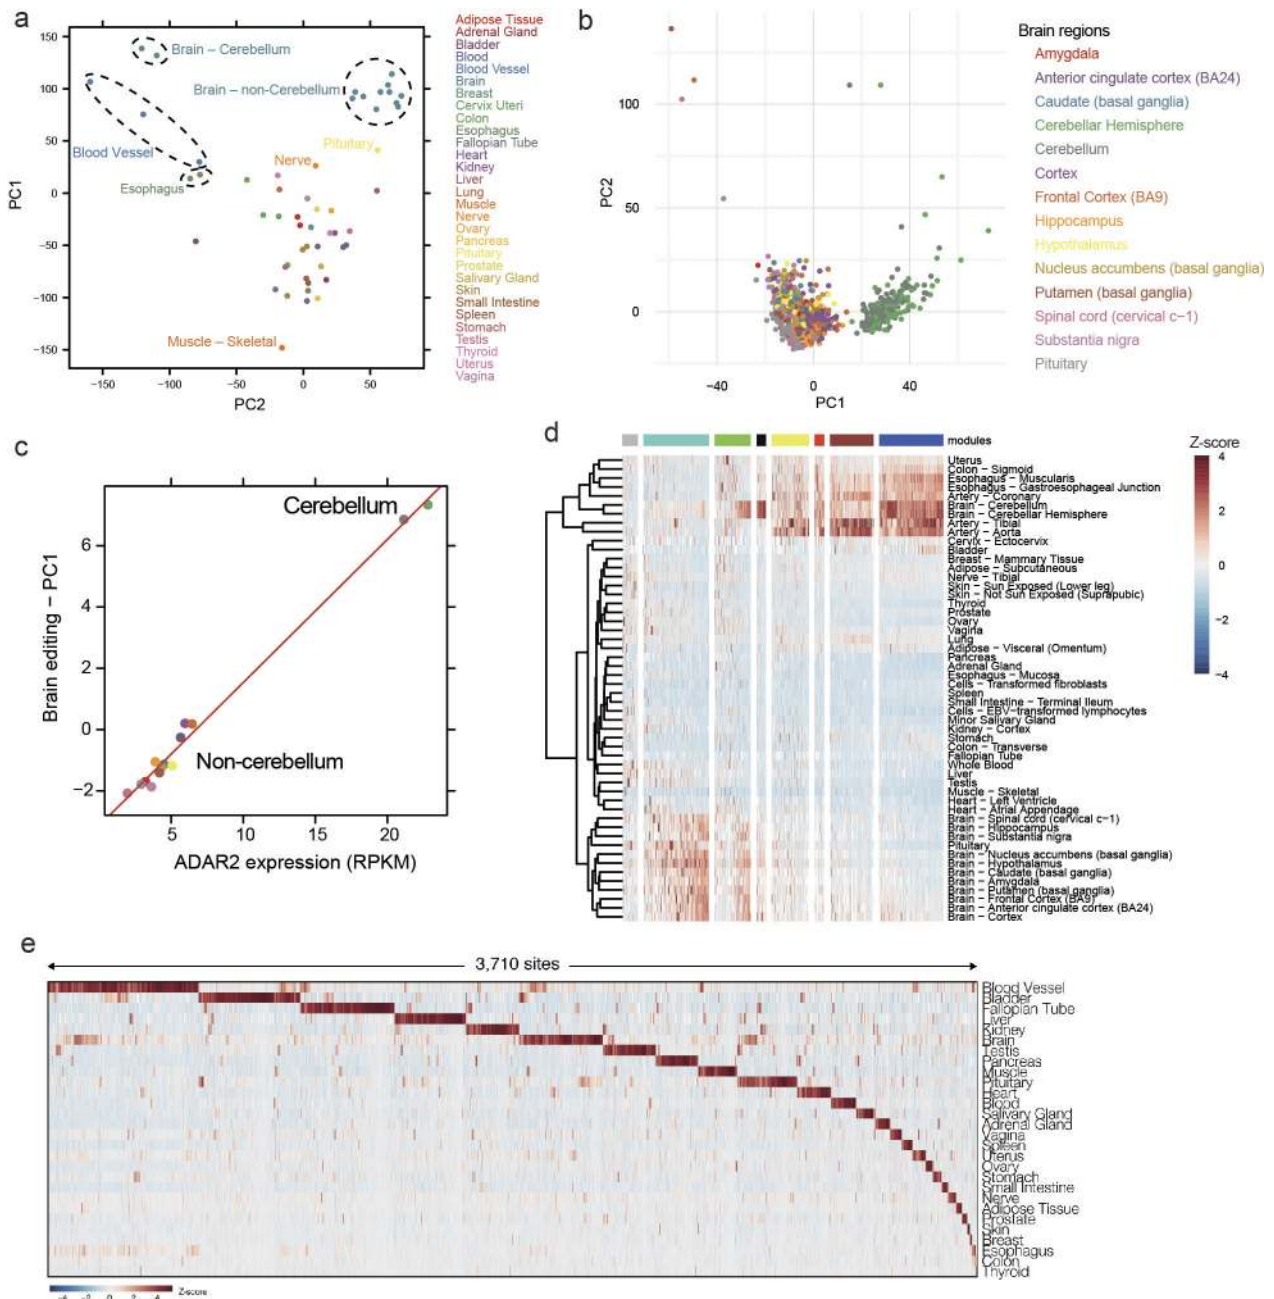 a
150
100
50
0
−50
−100
−150
−150
−100
−50
0
50
PC1
PC2
Brain − Cerebellum
Brain − non-Cerebellum
Blood Vessel
Esophagus
Pituitary
Nerve
Muscle − Skeletal
Adipose Tissue
Adrenal Gland
Bladder
Blood
Blood Vessel
Brain
Breast
Cervix Uteri
Colon
Esophagus
Fallopian Tube
Heart
Kidney
Liver
Lung
Muscle
Nerve
Ovary
Pancreas
Pituitary
Prostate
Salivary Gland
Skin
Small Intestine
Spleen
Stomach
Testis
Thyroid
Uterus
Vagina
b
100
50
0
−40
0
40
PC2
PC1
Brain regions
Amygdala
Anterior cingulate cortex (BA24)
Caudate (basal ganglia)
Cerebellar Hemisphere
Cerebellum
Cortex
Frontal Cortex (BA9)
Hippocampus
Hypothalamus
Nucleus accumbens (basal ganglia)
Putamen (basal ganglia)
Spinal cord (cervical c−1)
Substantia nigra
Pituitary
c
6
4
2
0
−2
5
10
15
20
Brain editing − PC1
ADAR2 expression (RPKM)
Cerebellum
Non-cerebellum
d
modules
Uterus
Colon − Sigmoid
Esophagus − Muscularis
Esophagus − Gastroesophageal Junction
Artery − Coronary
Brain − Cerebellum
Brain − Cerebellar Hemisphere
Artery − Tibial
Artery − Aorta
Cervix − Ectocervix
Bladder
Breast − Mammary Tissue
Adipose − Subcutaneous
Nerve − Tibial
Skin − Sun Exposed (Lower leg)
Skin − Not Sun Exposed (Suprapubic)
Thyroid
Prostate
Ovary
Vagina
Lung
Adipose − Visceral (Omentum)
Pancreas
Adrenal Gland
Esophagus − Mucosa
Cells − Transformed fibroblasts
Spleen
Small Intestine − Terminal Ileum
Cells − EBV−transformed lymphocytes
Minor Salivary Gland
Kidney − Cortex
Stomach
Colon − Transverse
Fallopian Tube
Whole Blood
Liver
Testis
Muscle − Skeletal
Heart − Left Ventricle
Heart − Atrial Appendage
Brain − Spinal cord (cervical c−1)
Brain − Hippocampus
Brain − Substantia nigra
Pituitary
Brain − Nucleus accumbens (basal ganglia)
Brain − Hypothalamus
Brain − Caudate (basal ganglia)
Brain − Amygdala
Brain − Putamen (basal ganglia)
Brain − Frontal Cortex (BA9)
Brain − Anterior cingulate cortex (BA24)
Brain − Cortex
Z-score
4
2
0
−2
−4
e
3,710 sites
Blood Vessel
Bladder
Fallopian Tube
Liver
Kidney
Brain
Testis
Pancreas
Muscle
Pituitary
Heart
Blood
Salivary Gland
Adrenal Gland
Vagina
Spleen
Uterus
Ovary
Stomach
Small Intestine
Nerve
Adipose Tissue
Prostate
Skin
Breast
Esophagus
Colon
Thyroid
−4 −2 0 2 4 Z-score